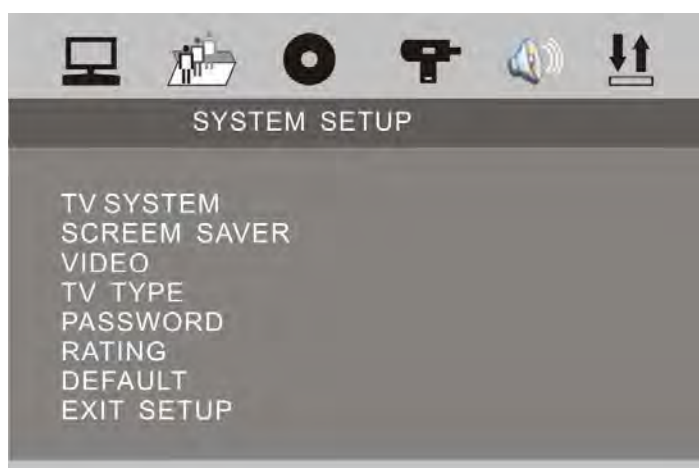 SYSTEM SETUP
TV SYSTEM
SCREEM SAVER
VIDEO
TV TYPE
PASSWORD
RATING
DEFAULT
EXIT SETUP